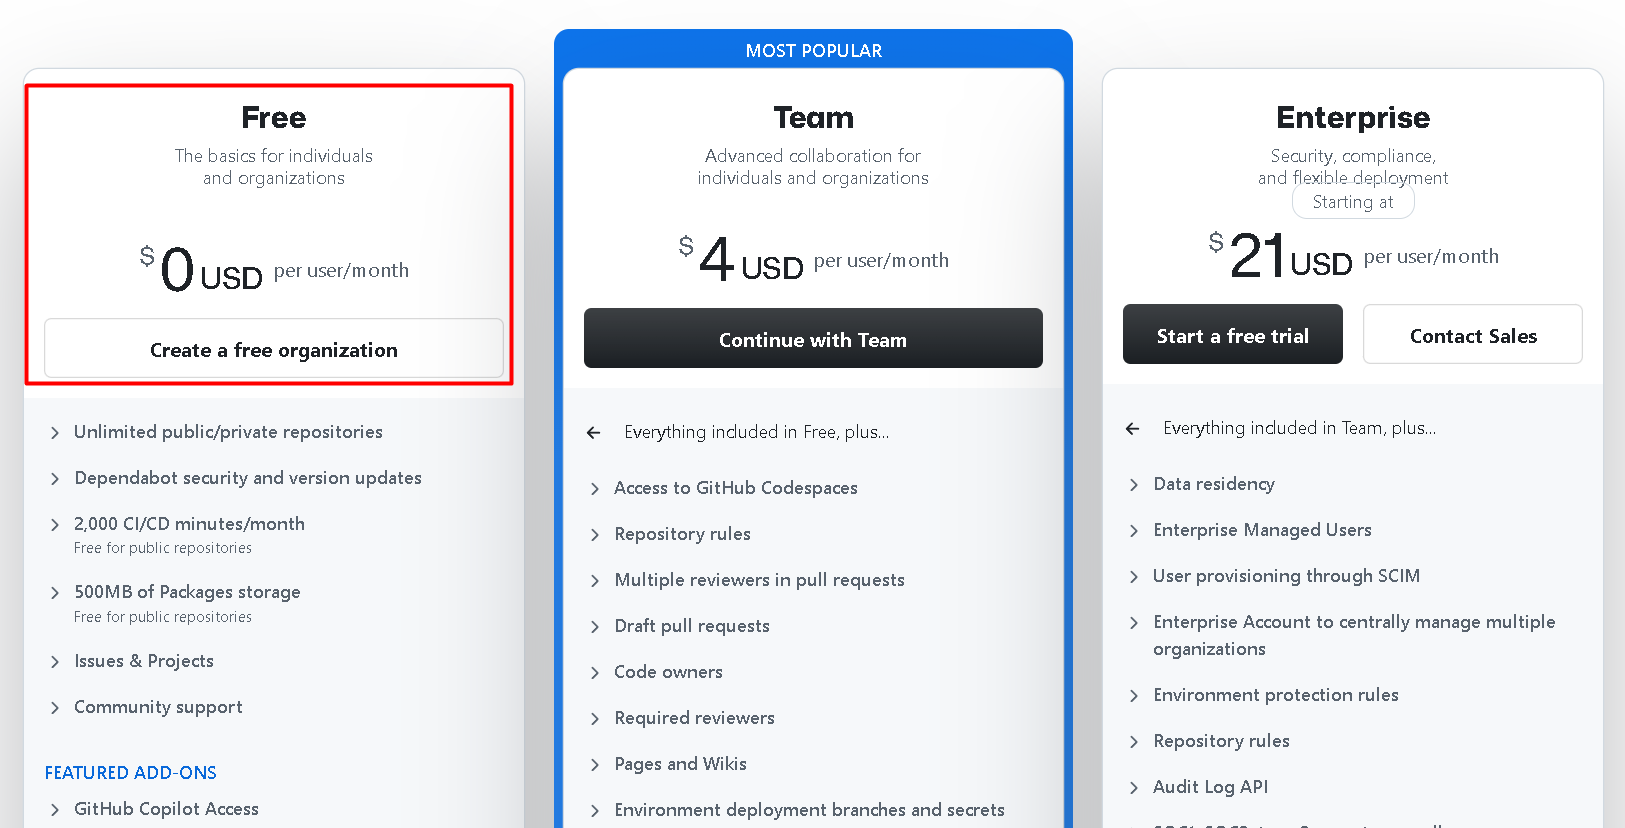 Free
The basics for individuals
and organizations
$0 USD per user/month
Create a free organization
Unlimited public/private repositories
Dependabot security and version updates
2,000 CI/CD minutes/month
Free for public repositories
500MB of Packages storage
Free for public repositories
Issues & Projects
Community support
FEATURED ADD-ONS
GitHub Copilot Access
MOST POPULAR
Team
Advanced collaboration for
individuals and organizations
$4 USD per user/month
Continue with Team
Everything included in Free, plus...
Access to GitHub Codespaces
Repository rules
Multiple reviewers in pull requests
Draft pull requests
Code owners
Required reviewers
Pages and Wikis
Environment deployment branches and secrets
Enterprise
Security, compliance,
and flexible deployment
Starting at
$21 USD per user/month
Start a free trial
Contact Sales
Everything included in Team, plus...
Data residency
Enterprise Managed Users
User provisioning through SCIM
Enterprise Account to centrally manage multiple
organizations
Environment protection rules
Repository rules
Audit Log API